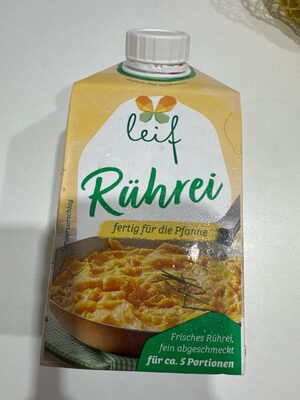 leif
Rührei
fertig für die Pfanne
Frisches Rührei,
fein abgeschmeckt
für ca. 5 Portionen